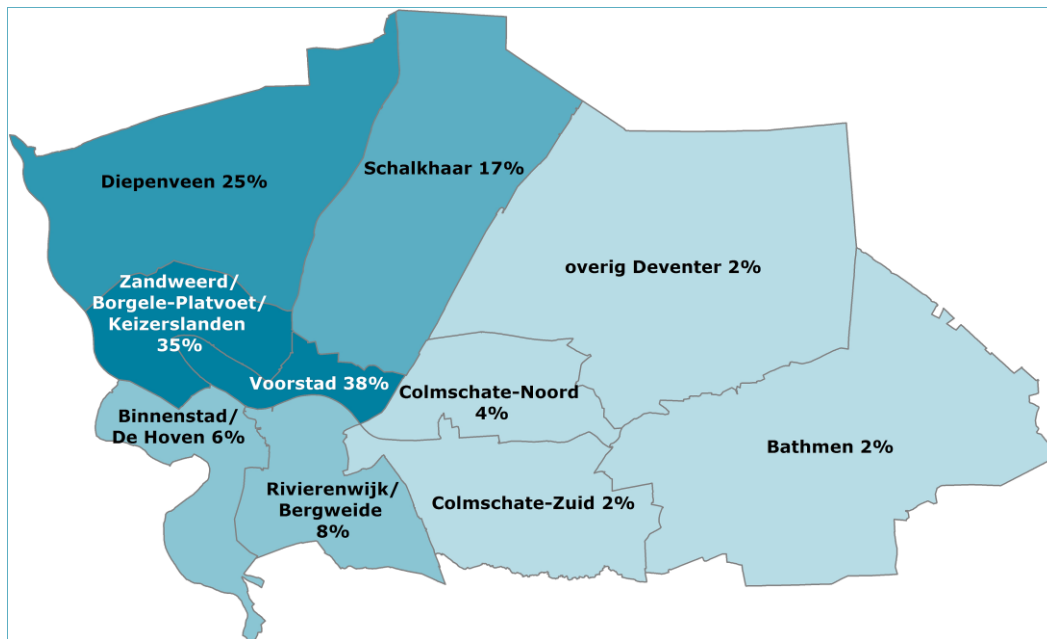 Diepenveen 25%
Schalkhaar 17%
overig Deventer 2%
Zandweerd/
Borgele-Platvoet/
Keizerslanden
35%
Voorstad 38%
Colmschate-Noord
4%
Binnenstad/
De Hoven 6%
Bathmen 2%
Rivierenwijk/
Bergweide
8%
Colmschate-Zuid 2%